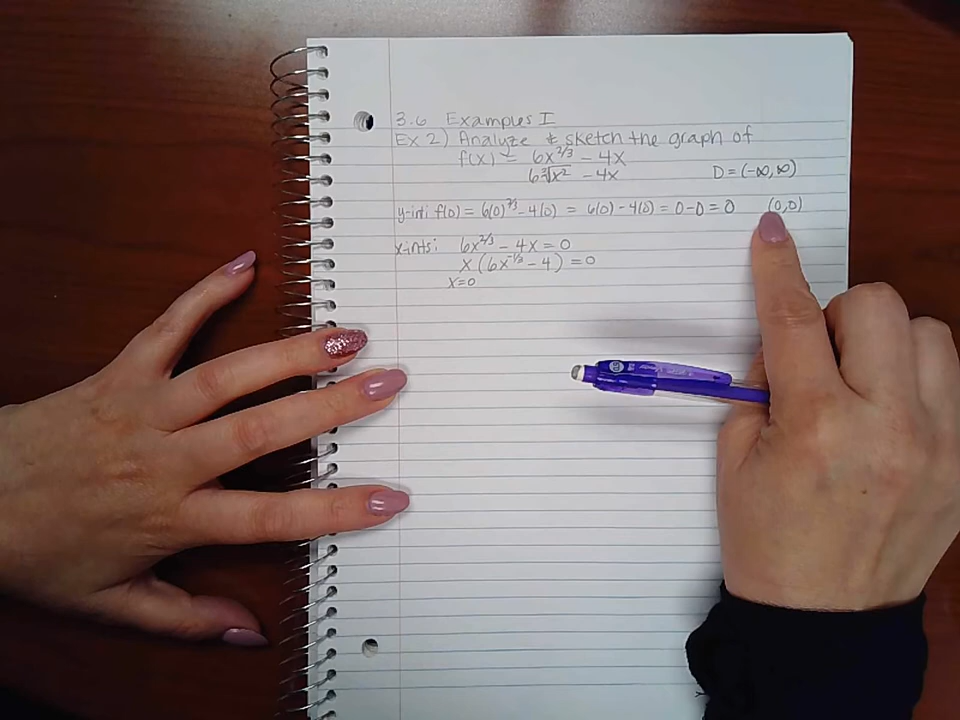 3.6 Examples I
Ex 2) Analyze & sketch the graph of
f(x) = 6x^{2/3} - 4x
6∛x² - 4x D = (-∞, ∞)
y-int: f(0) = 6(0)^{2/3} - 4(0) = 6(0) - 4(0) = 0 - 0 = 0 (0,0)
x-ints: 6x^{2/3} - 4x = 0
x(6x^{-1/3} - 4) = 0
x=0